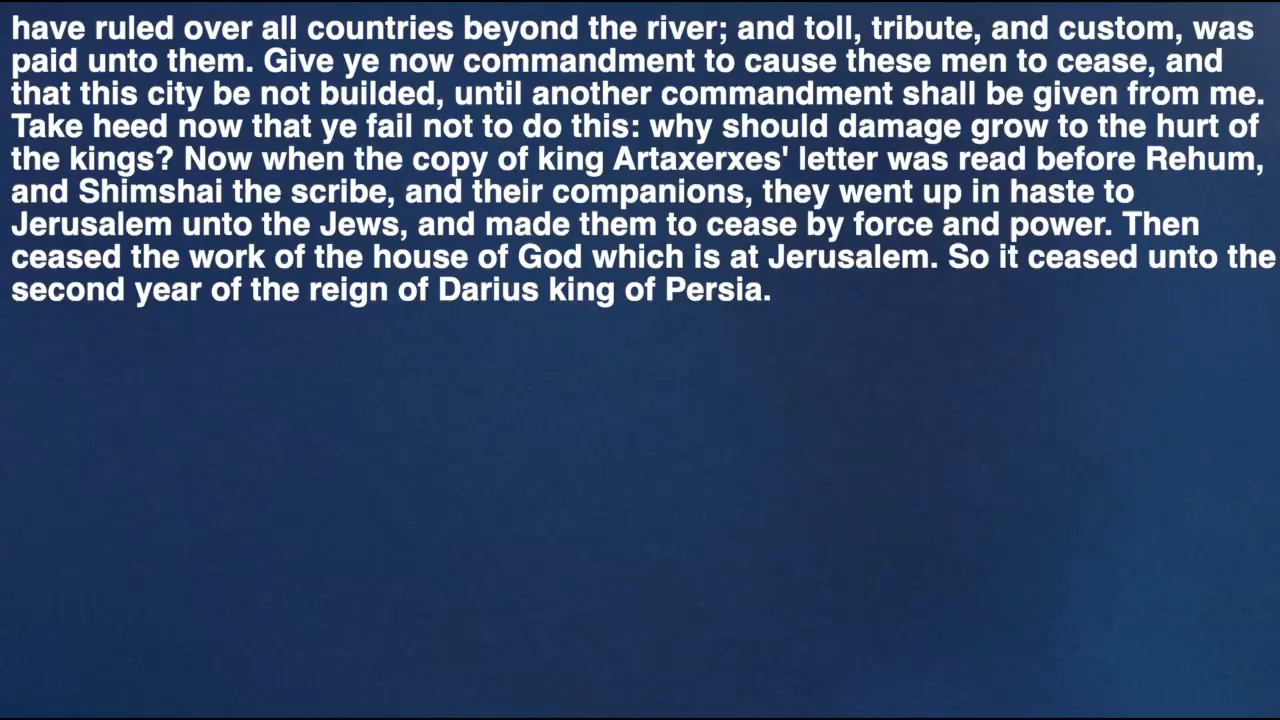 have ruled over all countries beyond the river; and toll, tribute, and custom, was
paid unto them. Give ye now commandment to cause these men to cease, and
that this city be not builded, until another commandment shall be given from me.
Take heed now that ye fail not to do this: why should damage grow to the hurt of
the kings? Now when the copy of king Artaxerxes' letter was read before Rehum,
and Shimshai the scribe, and their companions, they went up in haste to
Jerusalem unto the Jews, and made them to cease by force and power. Then
ceased the work of the house of God which is at Jerusalem. So it ceased unto the
second year of the reign of Darius king of Persia.